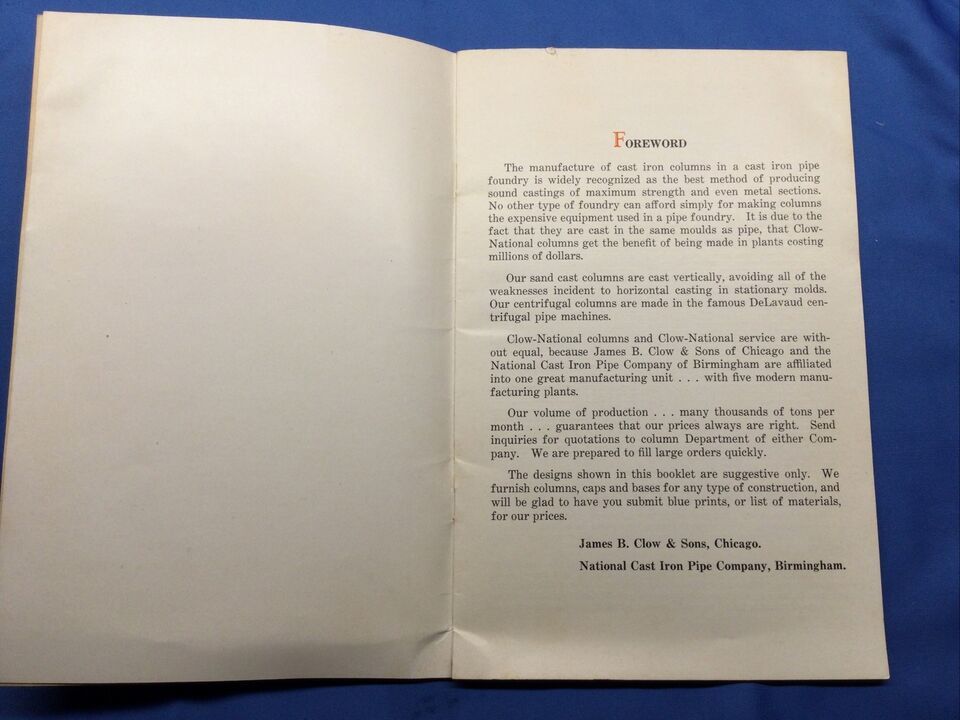 FOREWORD
The manufacture of cast iron columns in a cast iron pipe
foundry is widely recognized as the best method of producing
sound castings of maximum strength and even metal sections.
No other type of foundry can afford simply for making columns
the expensive equipment used in a pipe foundry. It is due to the
fact that they are cast in the same moulds as pipe, that Clow-
National columns get the benefit of being made in plants costing
millions of dollars.
Our sand cast columns are cast vertically, avoiding all of the
weaknesses incident to horizontal casting in stationary molds.
Our centrifugal columns are made in the famous DeLavaud cen-
trifugal pipe machines.
Clow-National columns and Clow-National service are with-
out equal, because James B. Clow & Sons of Chicago and the
National Cast Iron Pipe Company of Birmingham are affiliated
into one great manufacturing unit . . . with five modern manu-
facturing plants.
Our volume of production . . . many thousands of tons per
month . . . guarantees that our prices always are right. Send
inquiries for quotations to column Department of either Com-
pany. We are prepared to fill large orders quickly.
The designs shown in this booklet are suggestive only. We
furnish columns, caps and bases for any type of construction, and
will be glad to have you submit blue prints, or list of materials,
for our prices.
James B. Clow & Sons, Chicago.
National Cast Iron Pipe Company, Birmingham.